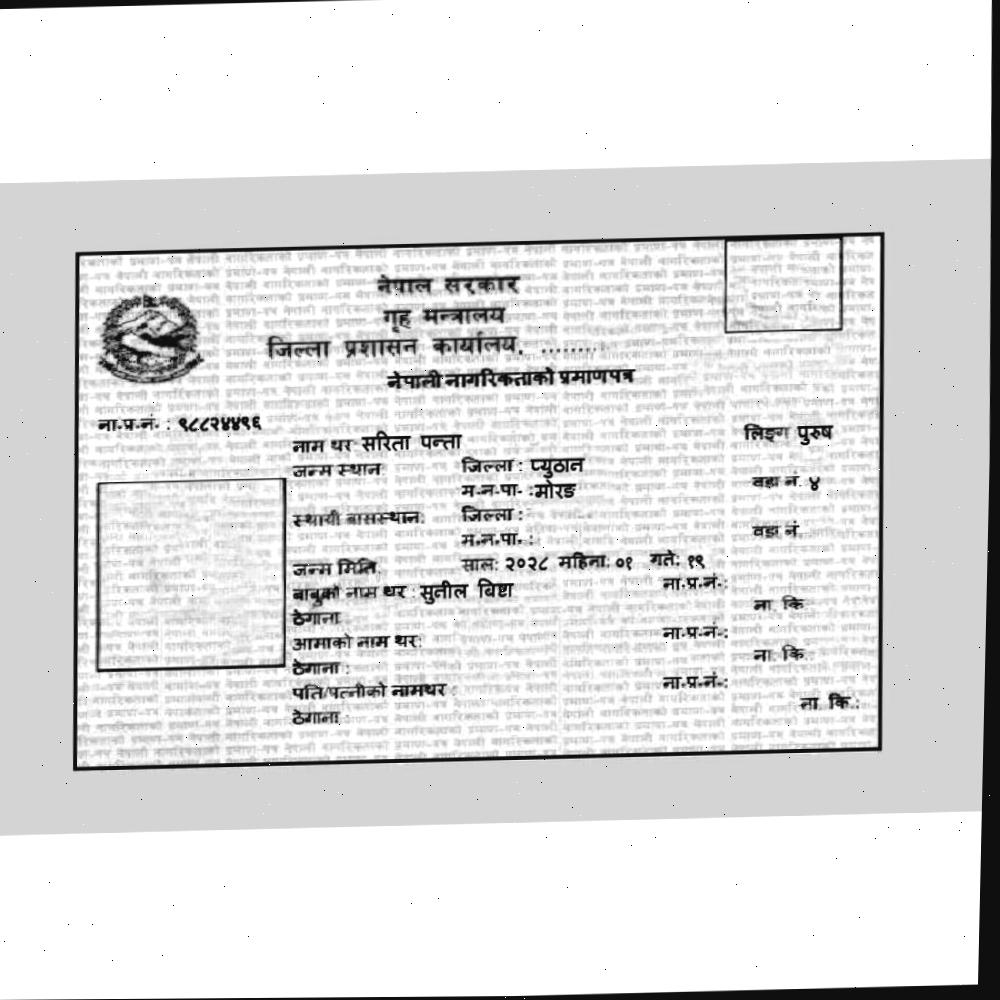 नेपाल सरकार
गृह मन्त्रालय
जिल्ला प्रशासन कार्यालय, ........
नेपाली नागरिकताको प्रमाणपत्र
ना.प्र.नं. : ९८८२४४९६
नाम थर सरिता पन्ता लिङ्ग पुरुष
जन्म स्थान: जिल्ला : प्युठान
म.न.पा. :मोरङ वडा नं. ४
स्थायी बासस्थान: जिल्ला :
म.न.पा. : वडा नं.
जन्म मिति: साल: २०२८ महिना: ०१ गते: १९
बाबुको नाम थर : सुतील बिष्टा ना.प्र.नं.:
ठेगाना ना. कि.
आमाको नाम थर: ना.प्र.नं.:
ठेगाना : ना. कि.:
पति/पत्नीको नामथर : ना.प्र.नं.:
ठेगाना ना. कि.: